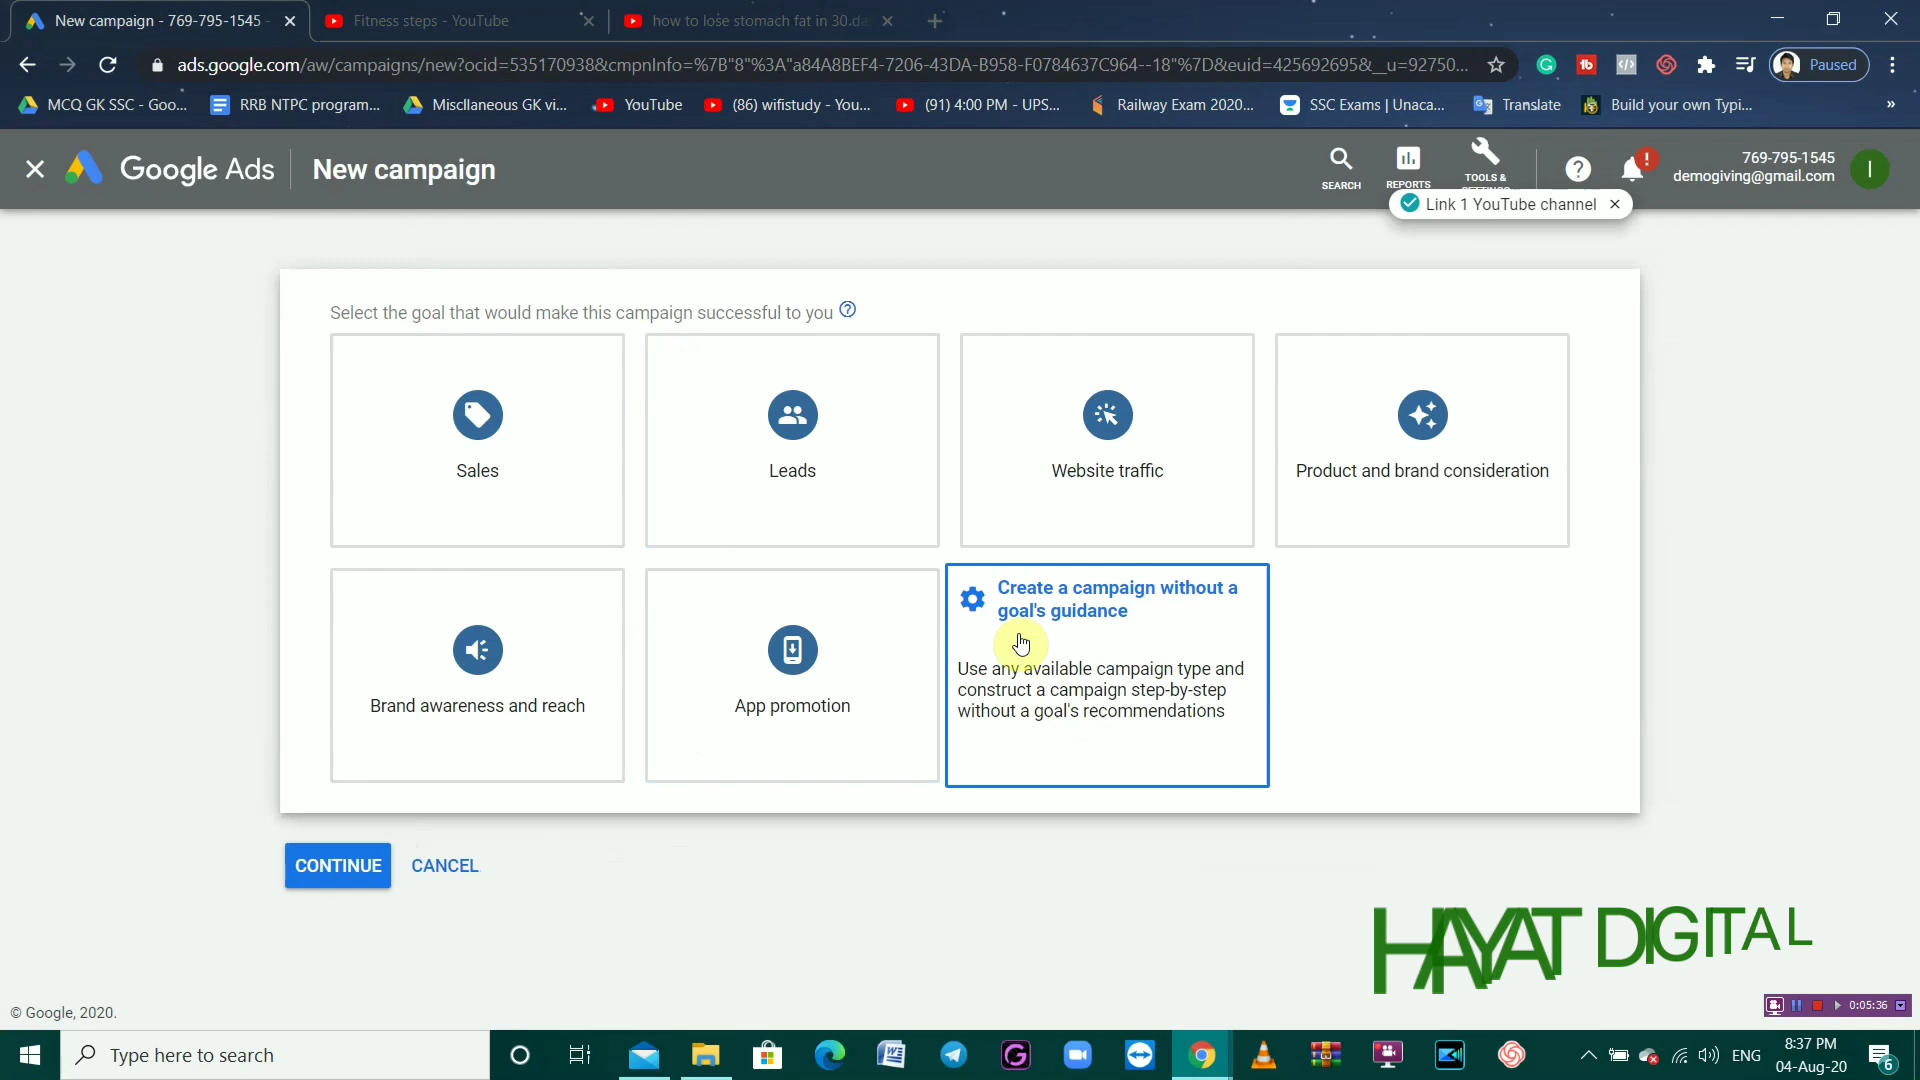 New campaign - 769-795-1545 -
Fitness steps - YouTube
how to lose stomach fat in 30.da
ads.google.com/aw/campaigns/new?ocid=535170938&cmpnInfo=%7B"8"%3A"a84A8BEF4-7206-43DA-B958-F0784637C964--18"%7D&euid=425692695&__u=92750...
Paused
MCQ GK SSC - Goo...
RRB NTPC program...
Miscllaneous GK vi...
YouTube
(86) wifistudy - You...
(91) 4:00 PM - UPS...
Railway Exam 2020...
SSC Exams | Unaca...
Translate
Build your own Typi...
»
Google Ads
New campaign
SEARCH
REPORTS
TOOLS &
769-795-1545
demogiving@gmail.com
I
Link 1 YouTube channel
Select the goal that would make this campaign successful to you
Sales
Leads
Website traffic
Product and brand consideration
Brand awareness and reach
App promotion
Create a campaign without a
goal's guidance
Use any available campaign type and
construct a campaign step-by-step
without a goal's recommendations
CONTINUE
CANCEL
HAYAT DIGITAL
© Google, 2020.
0:05:36
Type here to search
ENG
8:37 PM
04-Aug-20
6